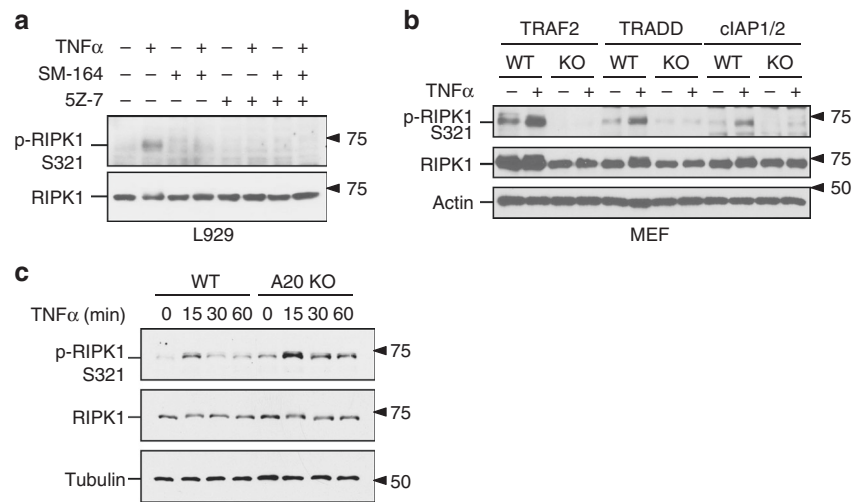 a
TNFα – + – + – + – +
SM-164 – – + + – – + +
5Z-7 – – – – + + + +
p-RIPK1
S321
75
RIPK1
75
L929
b
TRAF2 TRADD cIAP1/2
WT KO WT KO WT KO
TNFα – + – + – + – + – + – +
p-RIPK1
S321
75
RIPK1
75
50
Actin
MEF
c
WT A20 KO
TNFα (min) 0 15 30 60 0 15 30 60
p-RIPK1
S321
75
RIPK1
75
Tubulin
50